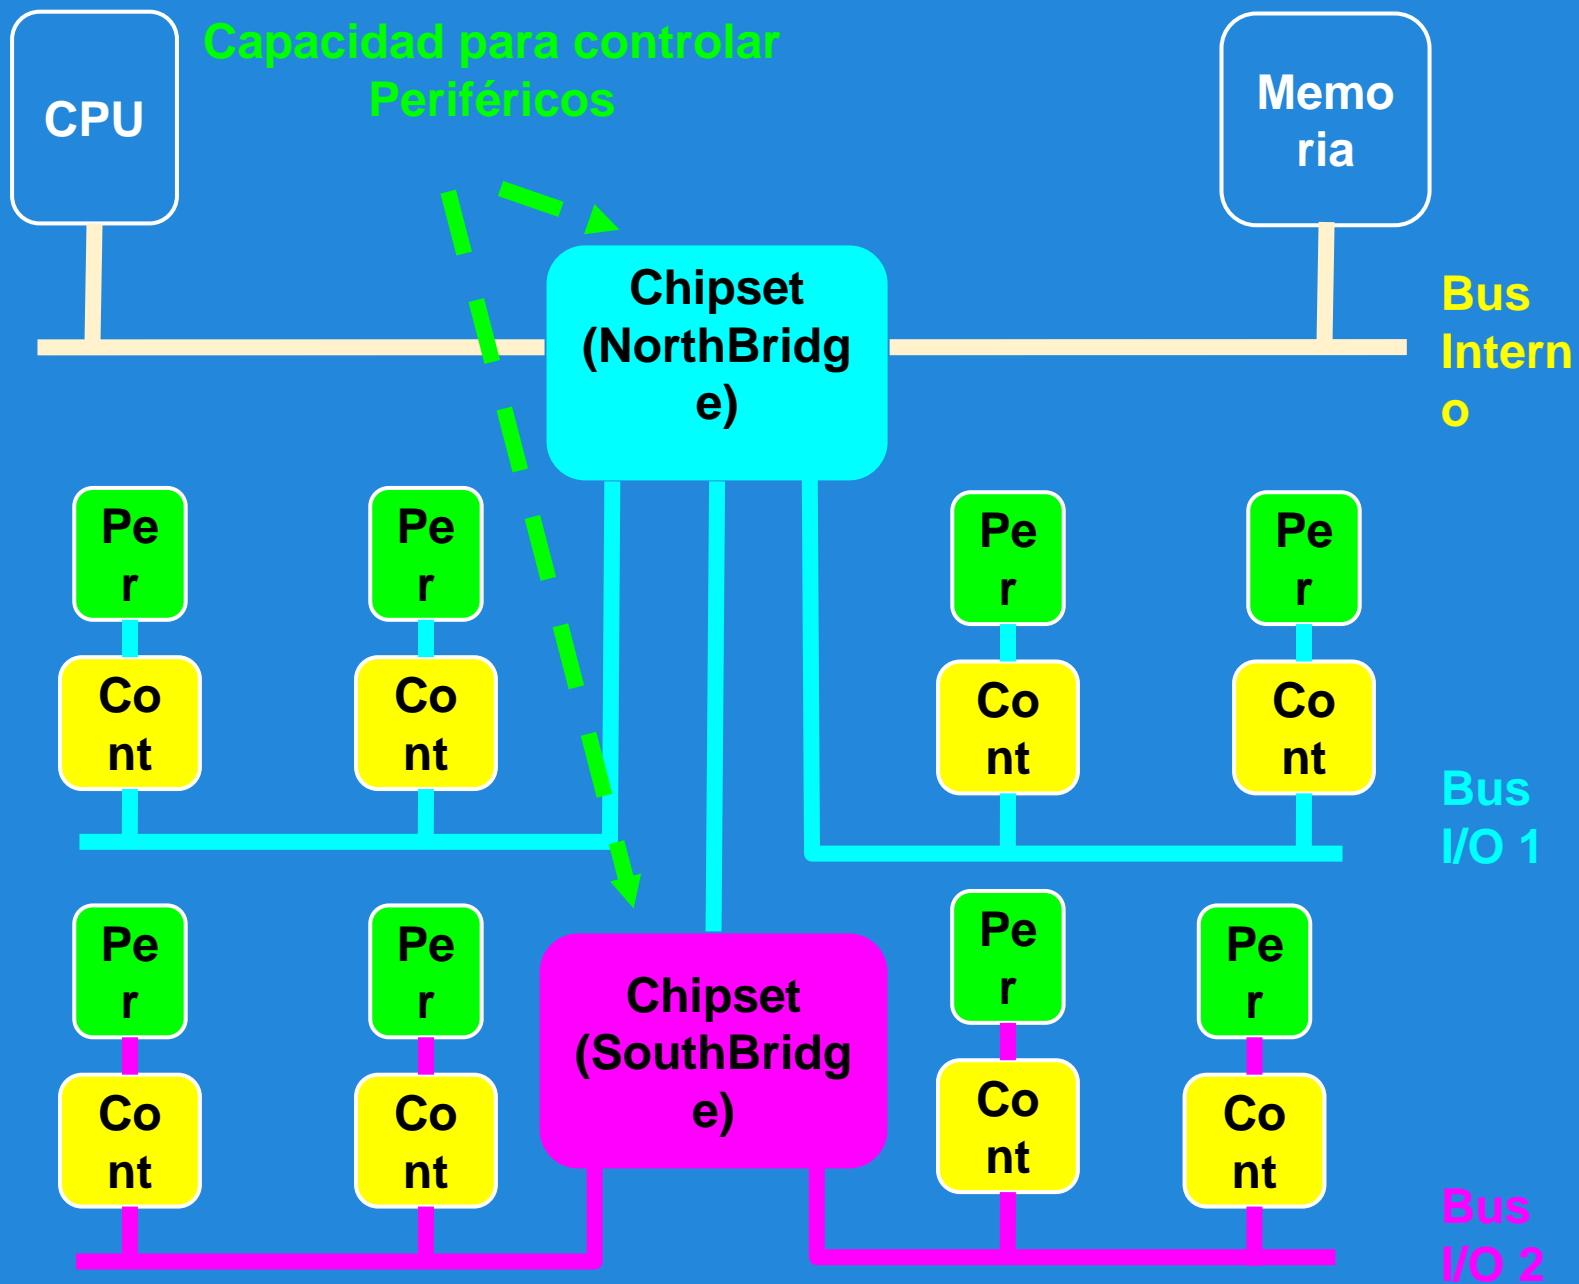 CPU
Capacidad para controlar
Periféricos
Memo
ria
Chipset
(NorthBridg
e)
Bus
Intern
o
Pe
r
Pe
r
Pe
r
Pe
r
Co
nt
Co
nt
Co
nt
Co
nt
Bus
I/O 1
Pe
r
Pe
r
Chipset
(SouthBridg
e)
Pe
r
Pe
r
Co
nt
Co
nt
Co
nt
Co
nt
Bus
I/O 2